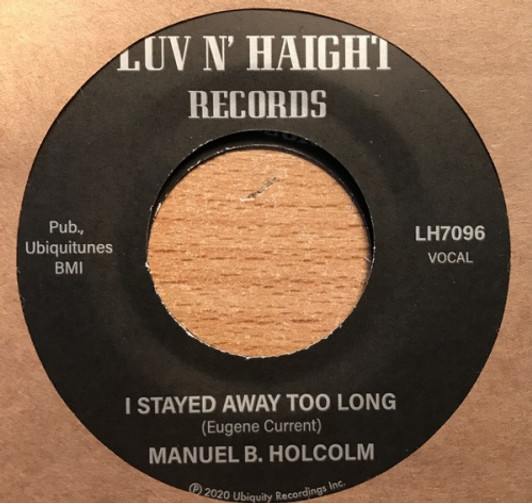 LUV N' HAIGHT
RECORDS
Pub.,
Ubiquitunes
BMI
LH7096
VOCAL
I STAYED AWAY TOO LONG
(Eugene Current)
MANUEL B. HOLCOLM
℗ 2020 Ubiquity Recordings Inc.